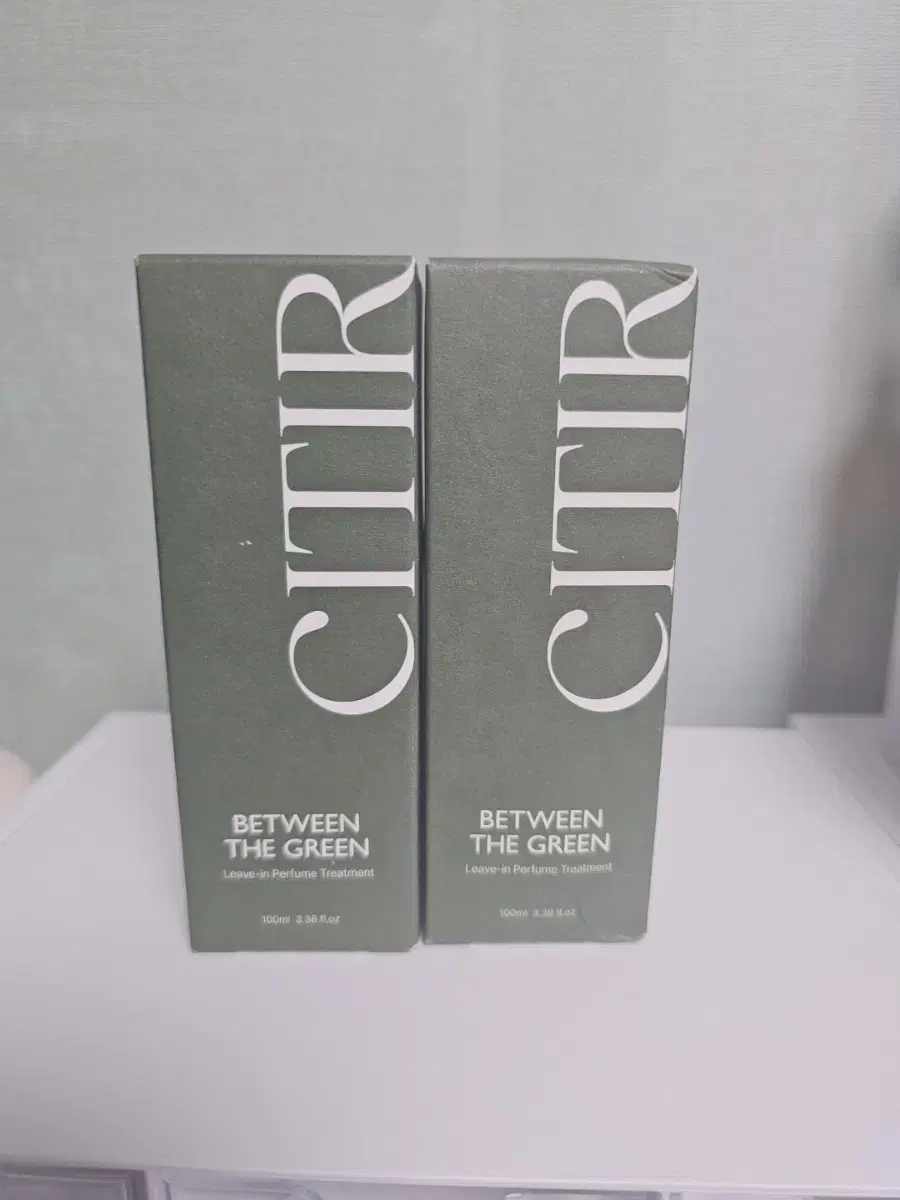 CITIR
BETWEEN
THE GREEN
Leave-in Perfume Treatment
100ml 3.38 fl.oz
CITIR
BETWEEN
THE GREEN
Leave-in Perfume Treatment
100ml 3.38 fl.oz